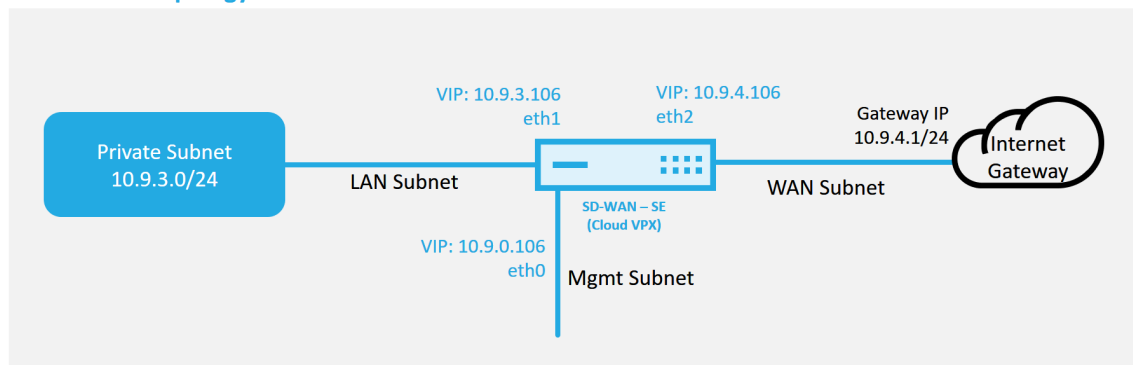 VIP: 10.9.3.106
eth1
VIP: 10.9.4.106
eth2
Gateway IP
10.9.4.1/24
Internet
Gateway
Private Subnet
10.9.3.0/24
LAN Subnet
WAN Subnet
SD-WAN – SE
(Cloud VPX)
VIP: 10.9.0.106
eth0
Mgmt Subnet